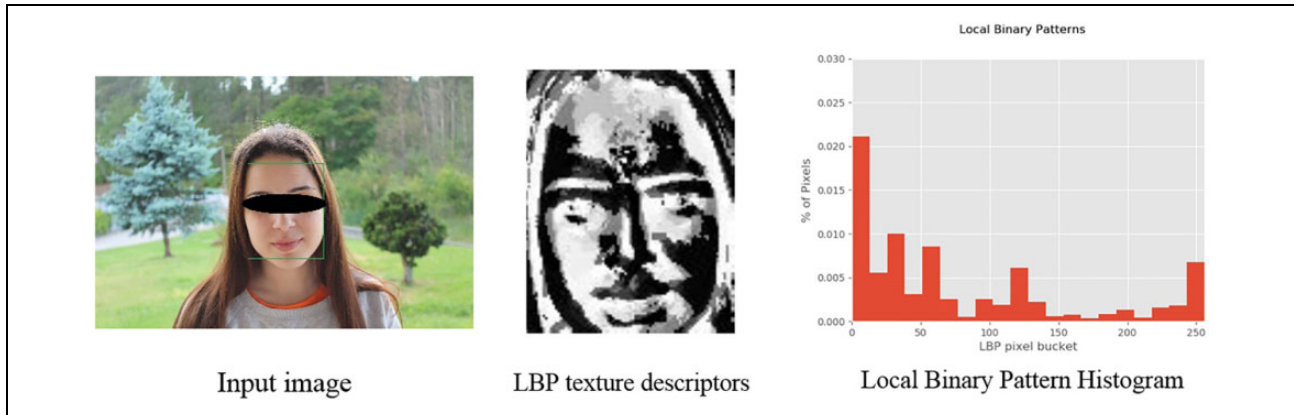 Local Binary Patterns
0.030
0.025
0.020
0.015
0.010
0.005
0.000
% of Pixels
0 50 100 150 200 250
LBP pixel bucket
Input image
LBP texture descriptors
Local Binary Pattern Histogram